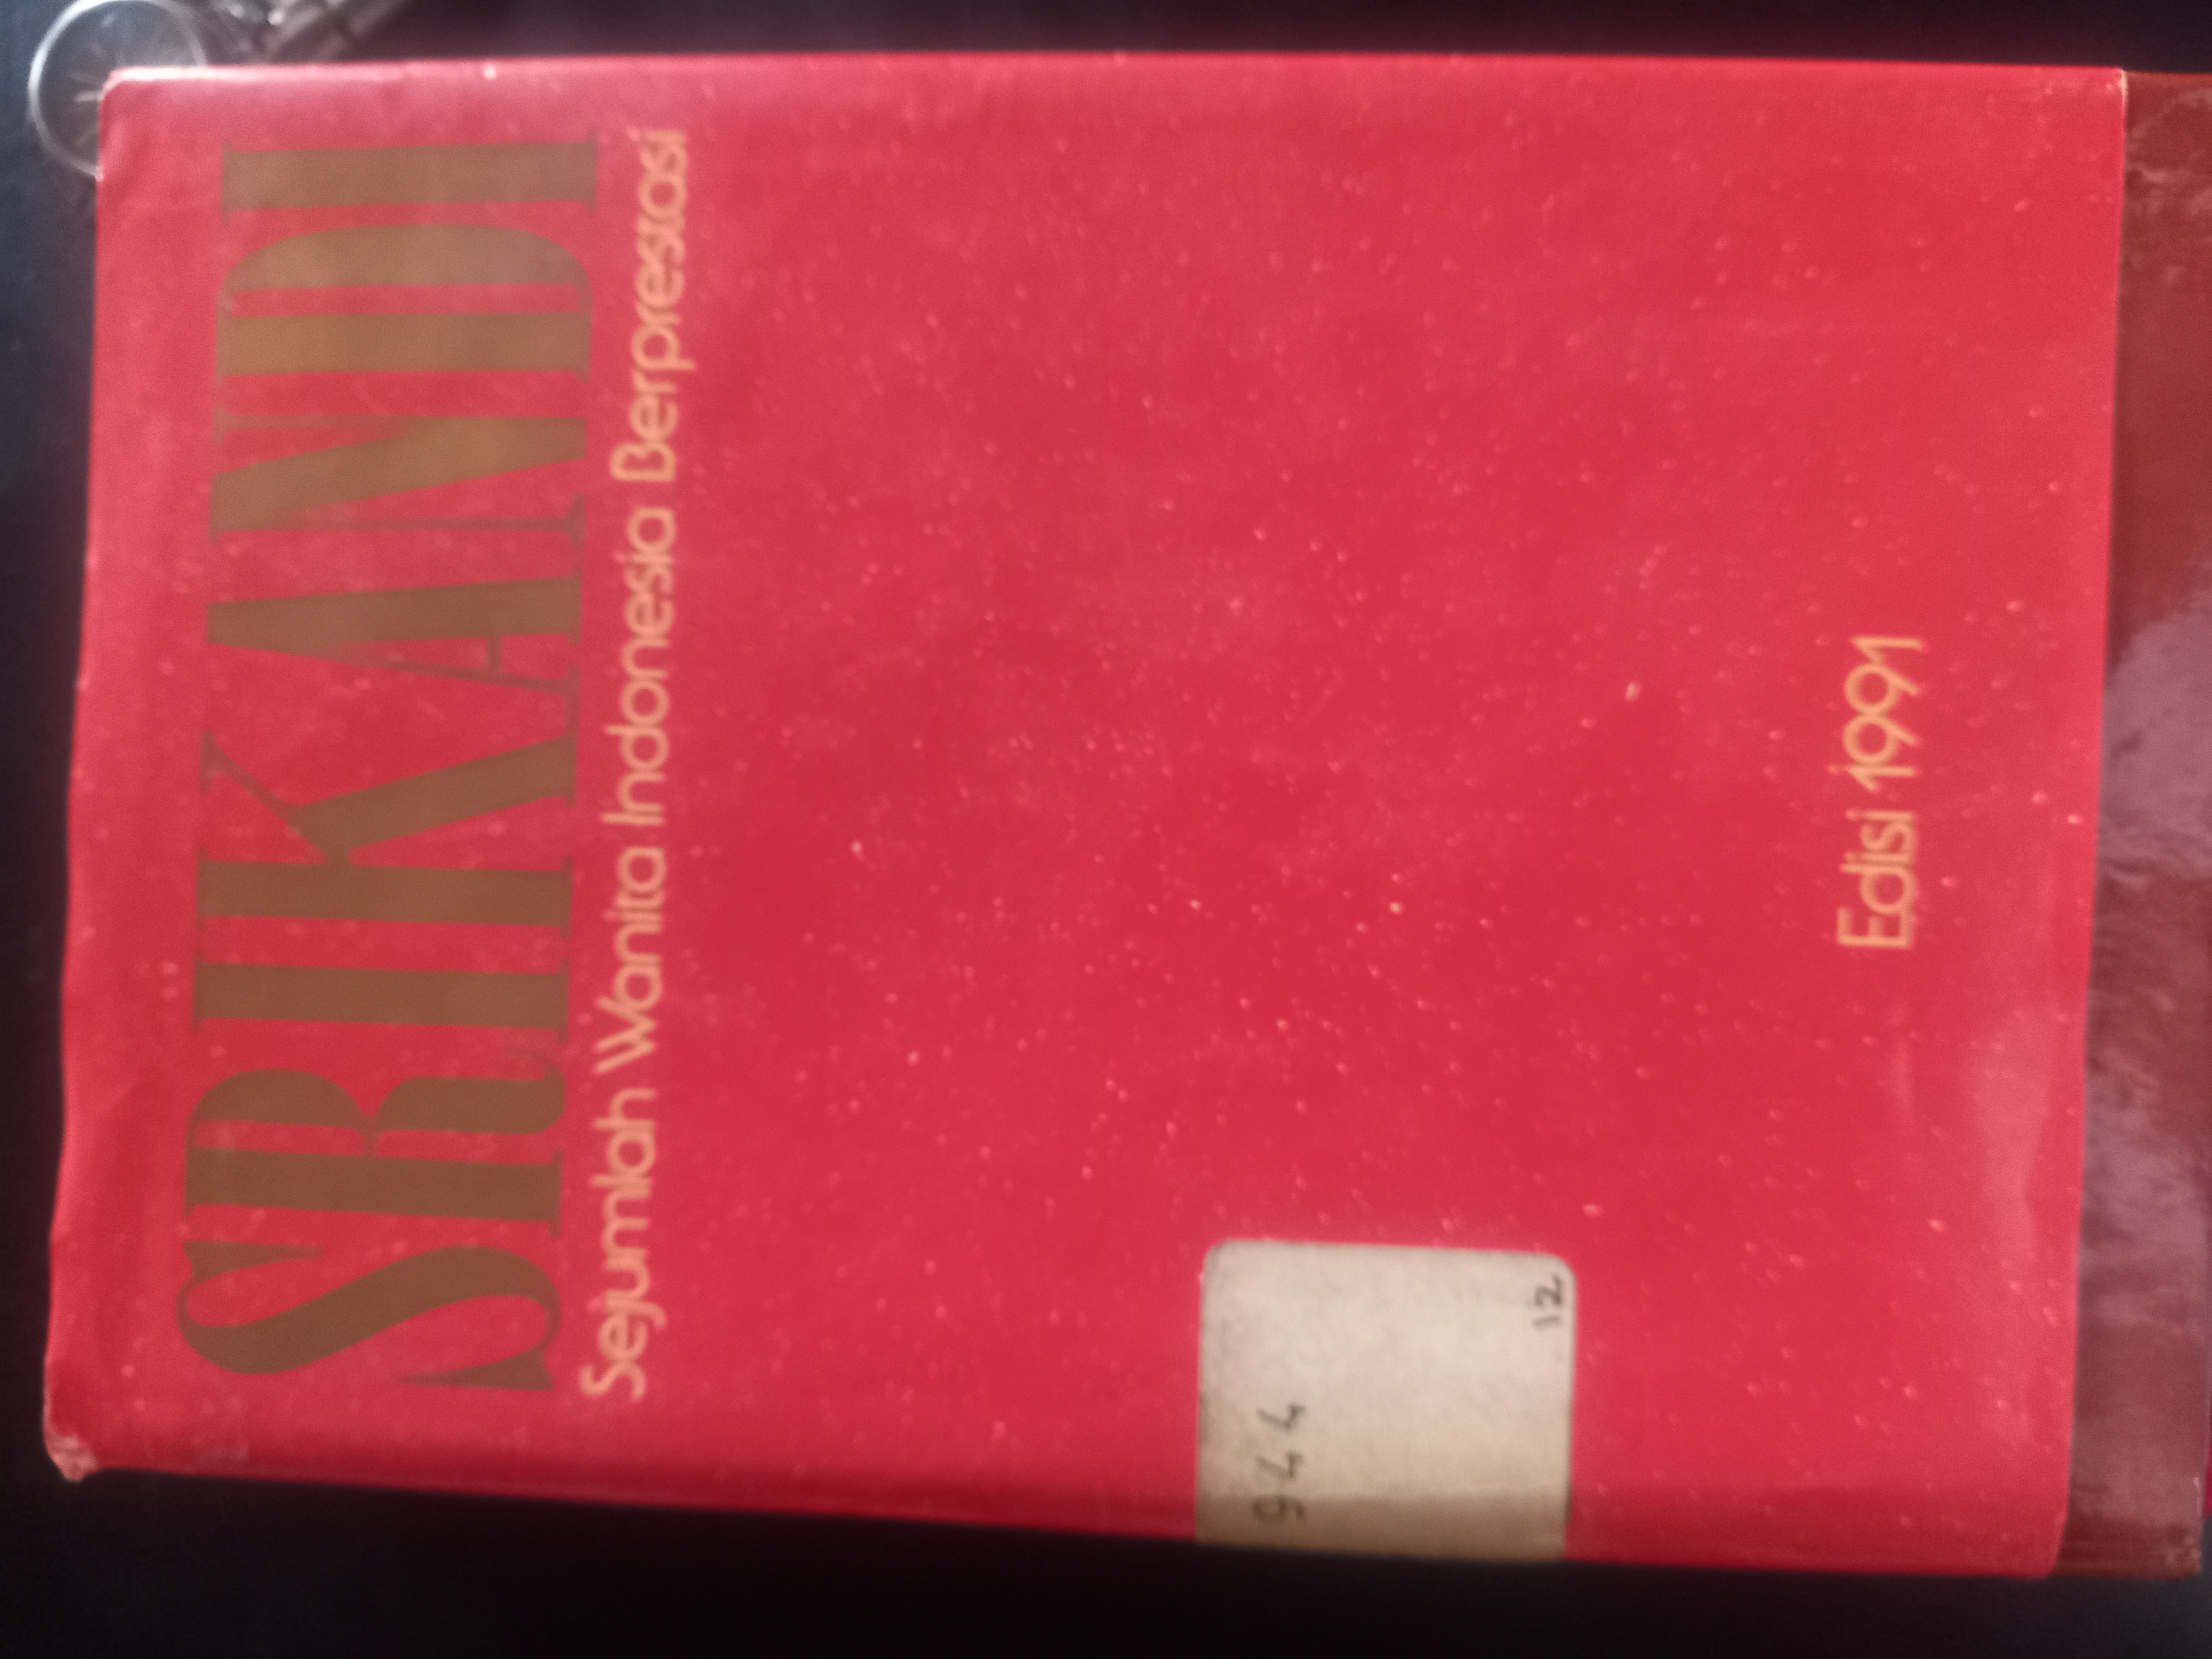 SRIKANDI
Sejumlah Wanita Indonesia Berprestasi
944
12
Edisi 1991